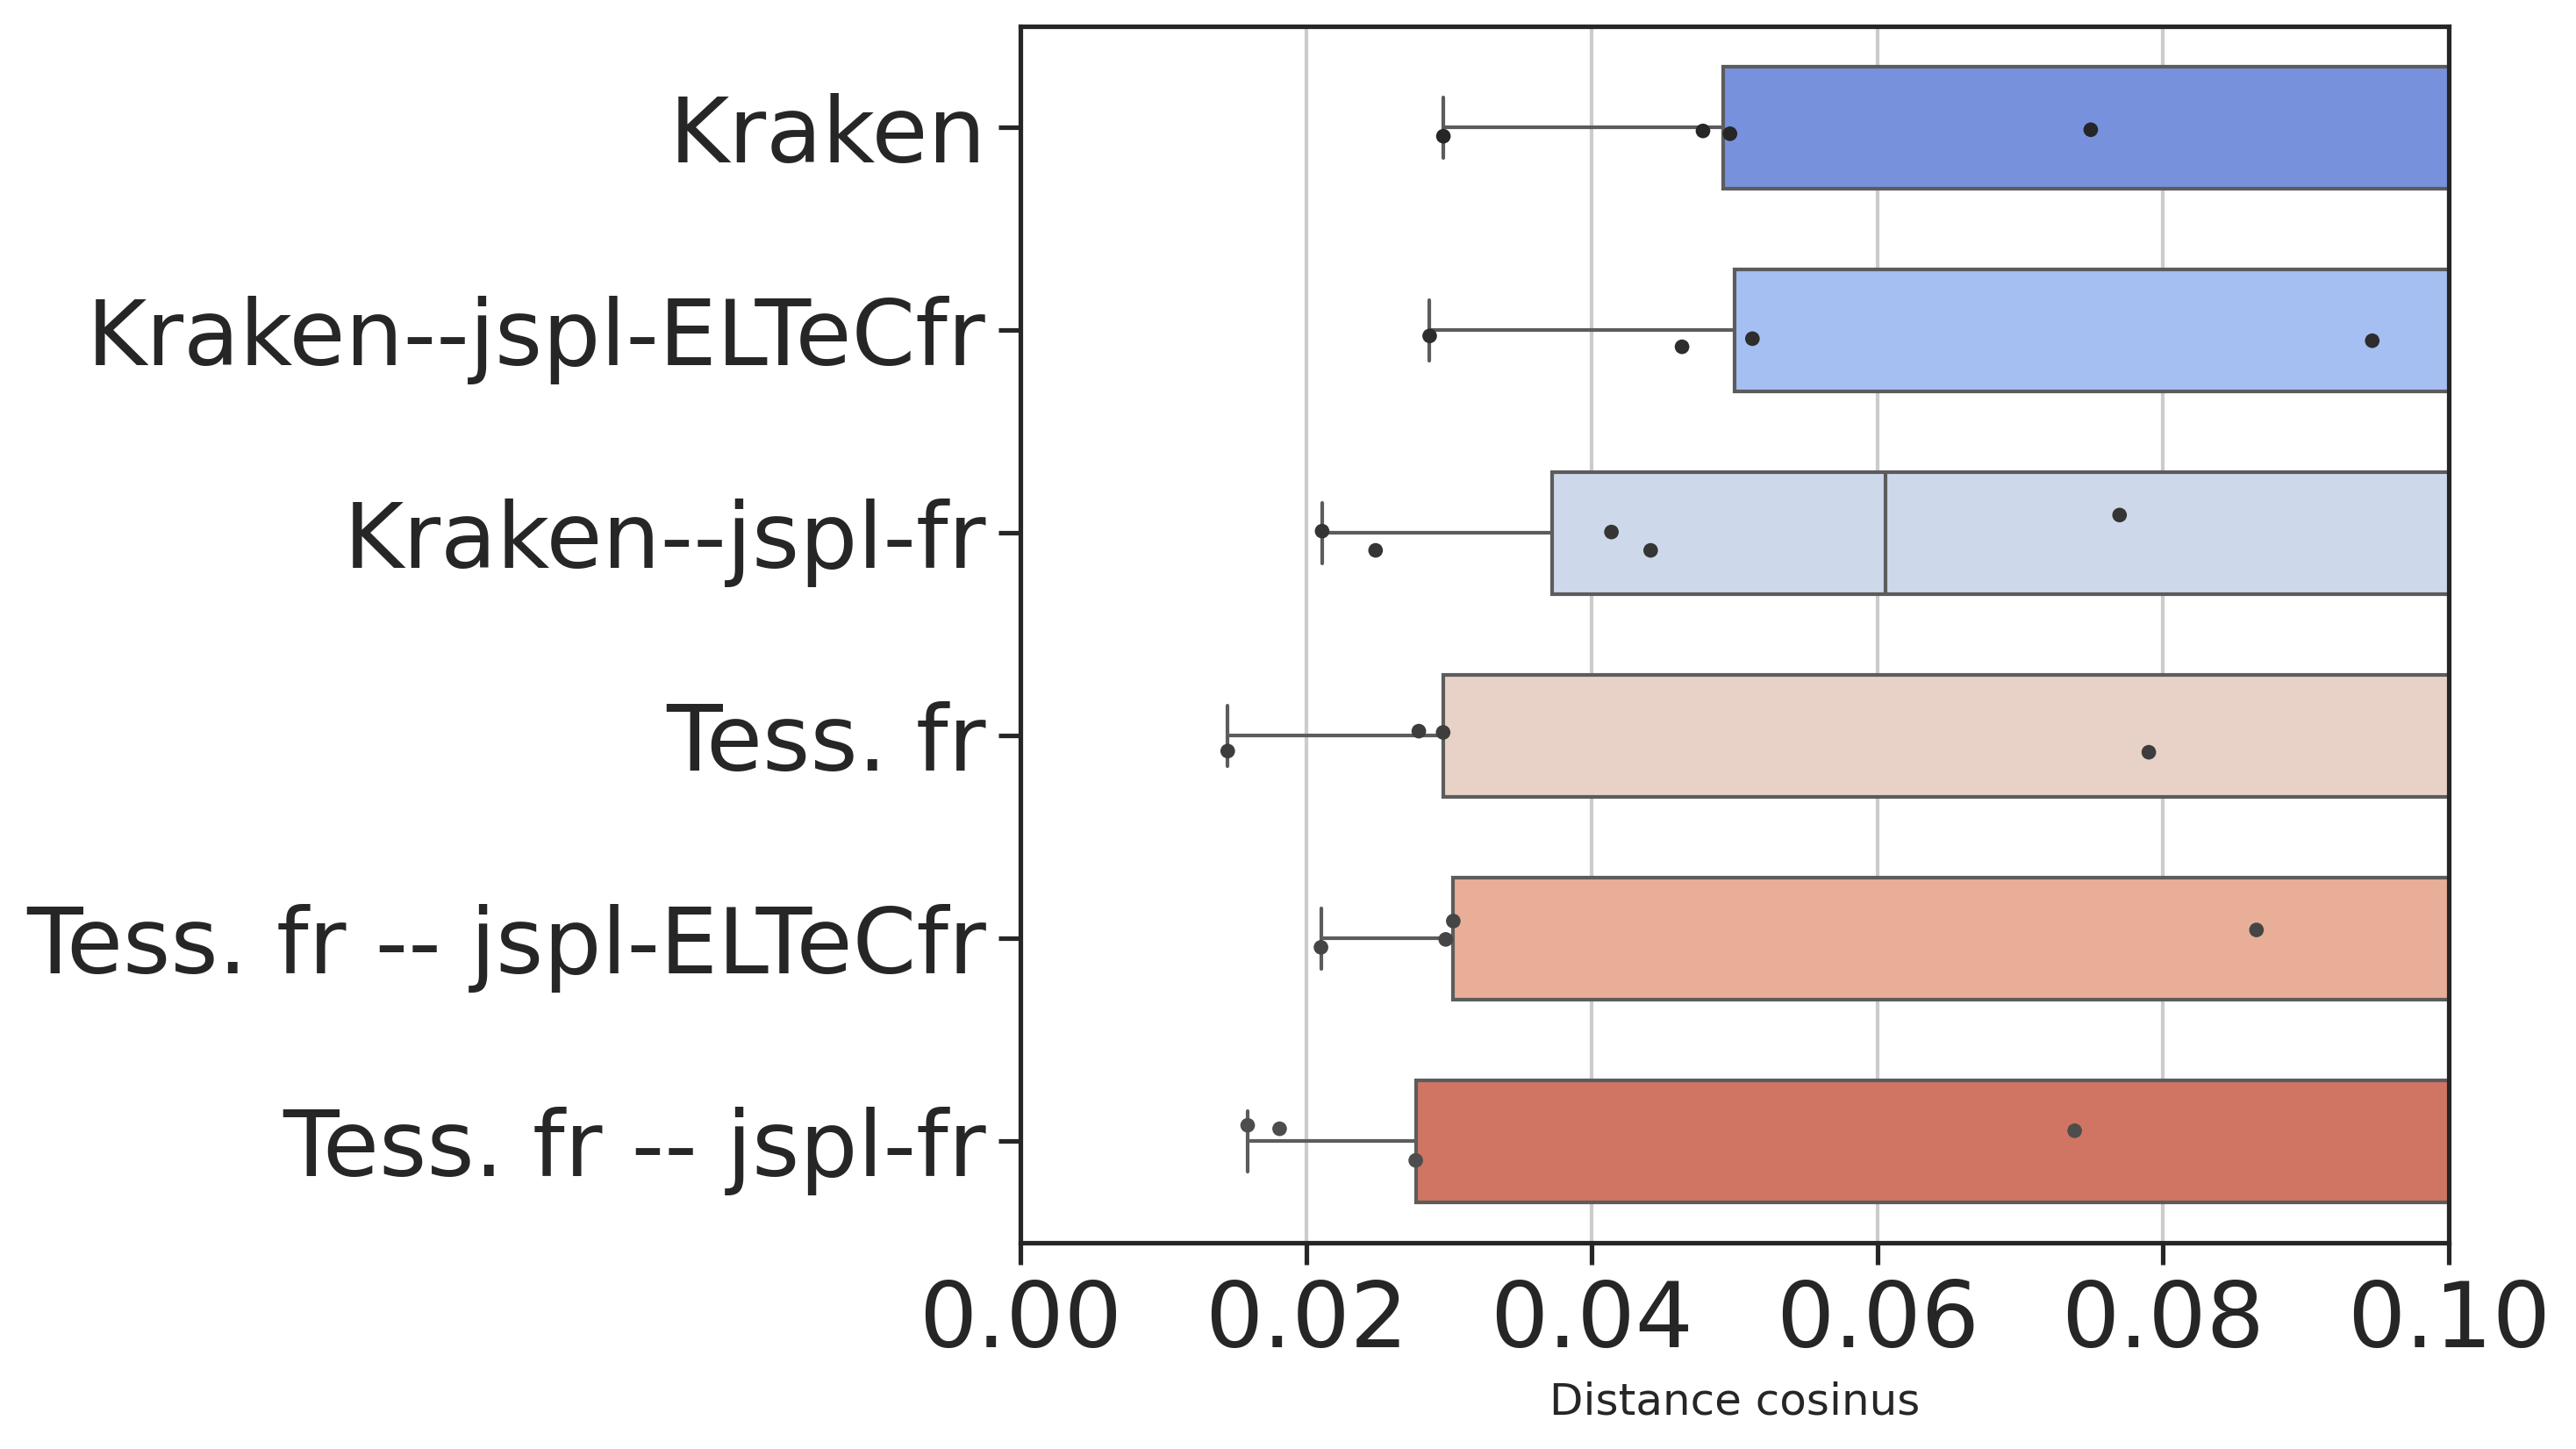 Kraken
Kraken--jspl-ELTeCfr
Kraken--jspl-fr
Tess. fr
Tess. fr -- jspl-ELTeCfr
Tess. fr -- jspl-fr
0.00 0.02 0.04 0.06 0.08 0.10
Distance cosinus